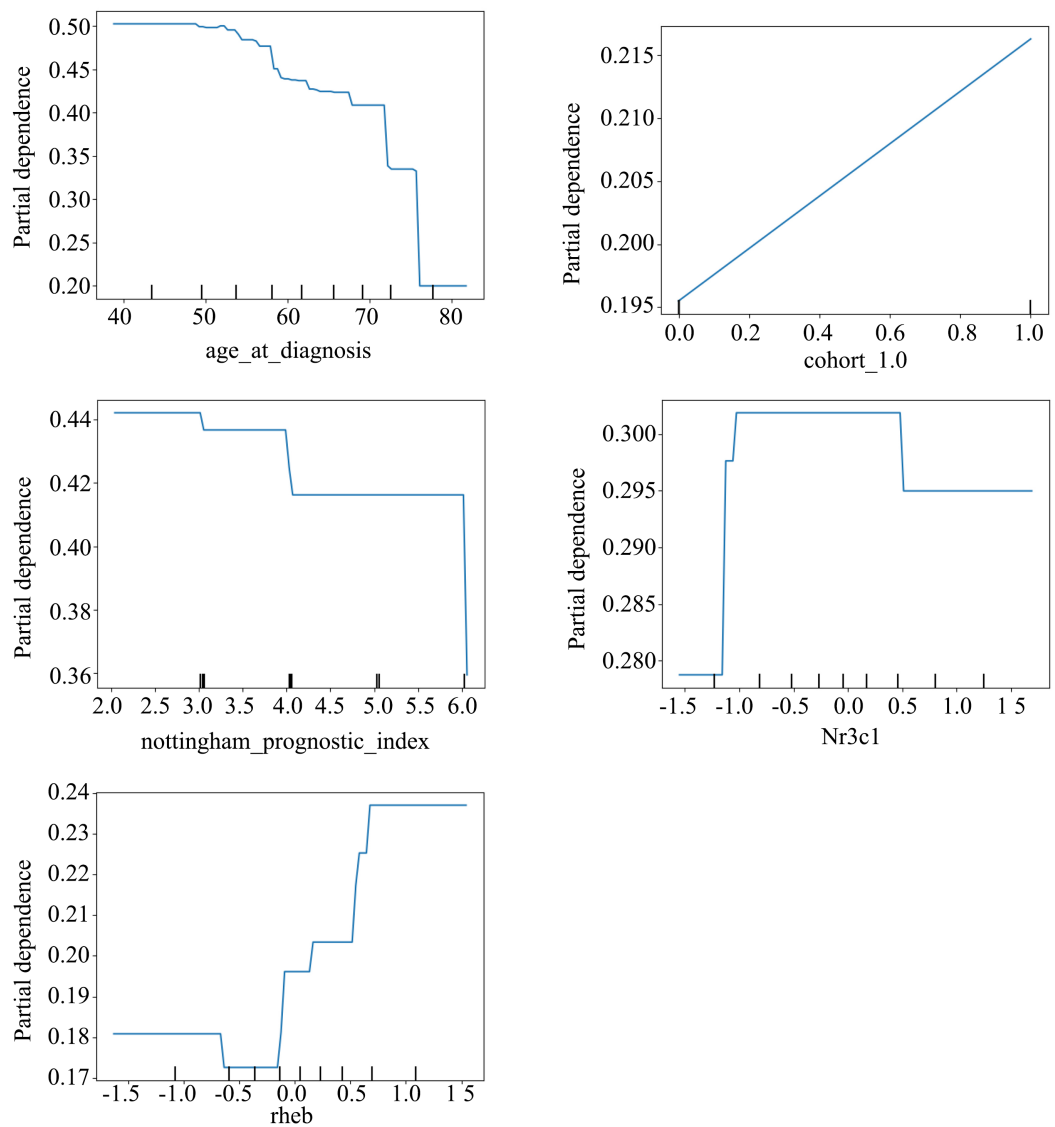 0.50
0.45
0.40
0.35
0.30
0.25
0.20
Partial dependence
40 50 60 70 80
age_at_diagnosis
0.215
0.210
0.205
0.200
0.195
Partial dependence
0.0 0.2 0.4 0.6 0.8 1.0
cohort_1.0
0.44
0.42
0.40
0.38
0.36
Partial dependence
2.0 2.5 3.0 3.5 4.0 4.5 5.0 5.5 6.0
nottingham_prognostic_index
0.300
0.295
0.290
0.285
0.280
Partial dependence
-1.5 -1.0 -0.5 0.0 0.5 1.0 1 5
Nr3c1
0.24
0.23
0.22
0.21
0.20
0.19
0.18
0.17
Partial dependence
-1.5 -1.0 -0.5 0.0 0.5 1.0 1 5
rheb